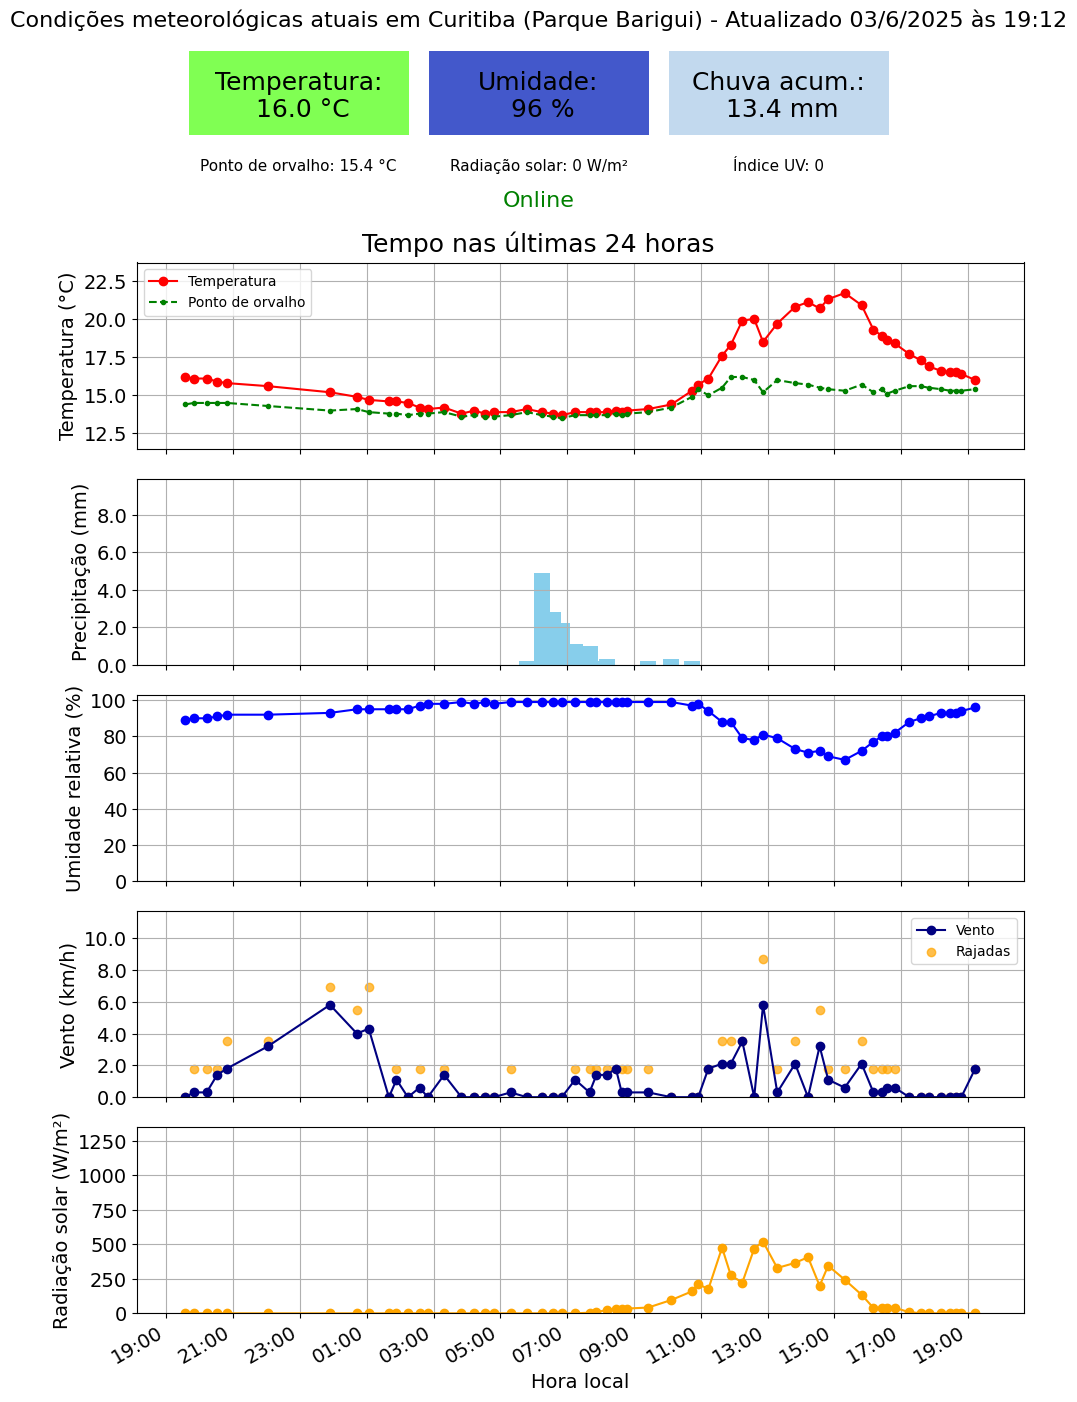 Condições meteorológicas atuais em Curitiba (Parque Barigui) - Atualizado 03/6/2025 às 19:12
Temperatura:
16.0 °C
Umidade:
96 %
Chuva acum.:
13.4 mm
Ponto de orvalho: 15.4 °C
Radiação solar: 0 W/m²
Índice UV: 0
Online
Tempo nas últimas 24 horas
Temperatura (°C)
22.5
20.0
17.5
15.0
12.5
Temperatura
Ponto de orvalho
Precipitação (mm)
8.0
6.0
4.0
2.0
0.0
Umidade relativa (%)
100
80
60
40
20
0
Vento (km/h)
10.0
8.0
6.0
4.0
2.0
0.0
Vento
Rajadas
Radiação solar (W/m²)
1250
1000
750
500
250
0
19:00 21:00 23:00 01:00 03:00 05:00 07:00 09:00 11:00 13:00 15:00 17:00 19:00
Hora local